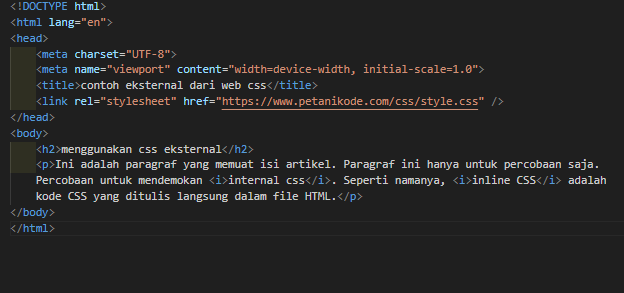 <!DOCTYPE html>
<html lang="en">
<head>
    <meta charset="UTF-8">
    <meta name="viewport" content="width=device-width, initial-scale=1.0">
    <title>contoh eksternal dari web css</title>
    <link rel="stylesheet" href="https://www.petanikode.com/css/style.css" />
</head>
<body>
    <h2>menggunakan css eksternal</h2>
    <p>Ini adalah paragraf yang memuat isi artikel. Paragraf ini hanya untuk percobaan saja.
    Percobaan untuk mendemokan <i>internal css</i>. Seperti namanya, <i>inline CSS</i> adalah
    kode CSS yang ditulis langsung dalam file HTML.</p>
</body>
</html>